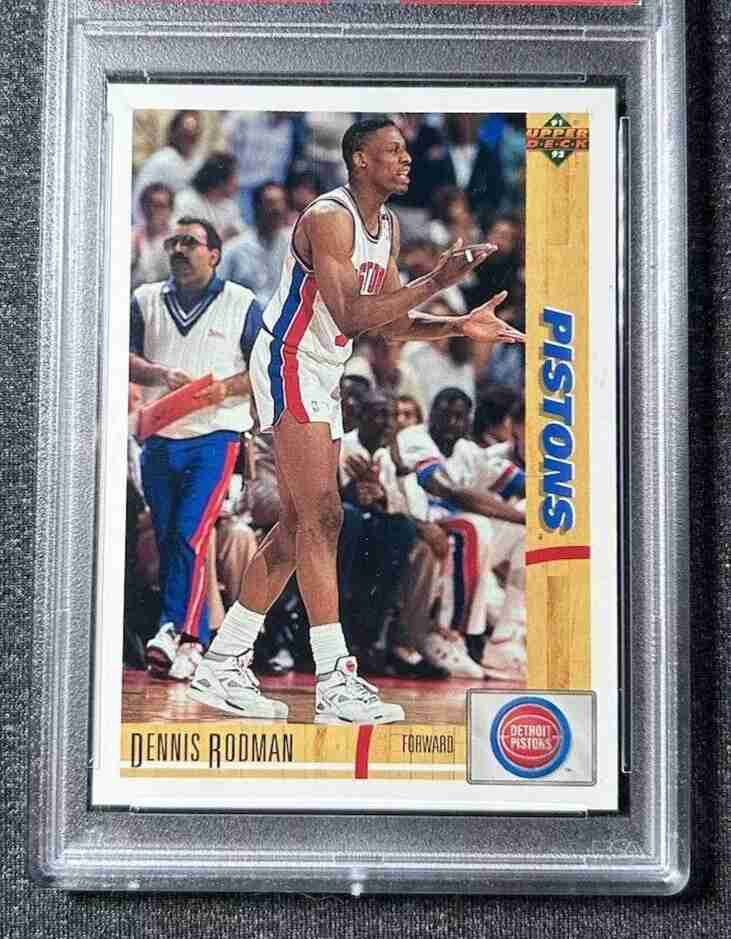 91
UPPER
DECK
92
PISTONS
DENNIS RODMAN
FORWARD
DETROIT
PISTONS